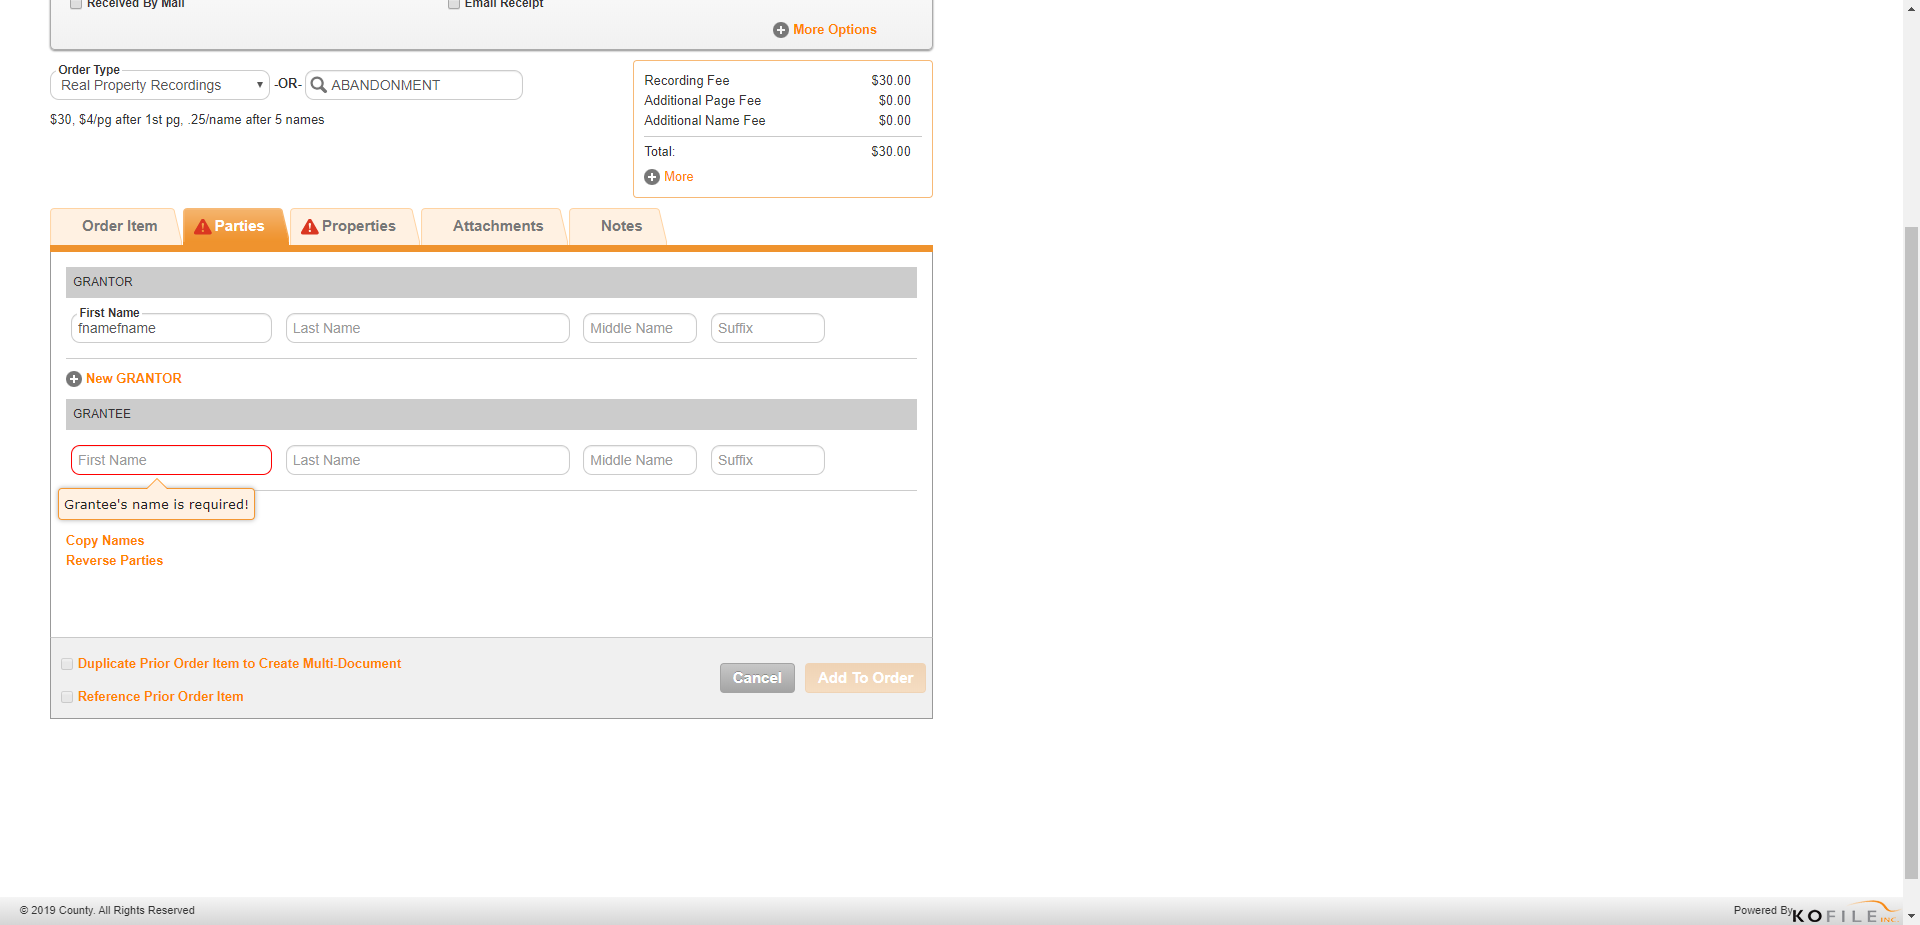 Received By Mail Email Receipt
More Options
Order Type
Real Property Recordings -OR- ABANDONMENT
$30, $4/pg after 1st pg, .25/name after 5 names
Recording Fee $30.00
Additional Page Fee $0.00
Additional Name Fee $0.00
Total: $30.00
More
Order Item Parties Properties Attachments Notes
GRANTOR
First Name
fnamefname Last Name Middle Name Suffix
New GRANTOR
GRANTEE
First Name Last Name Middle Name Suffix
Grantee's name is required!
Copy Names
Reverse Parties
Duplicate Prior Order Item to Create Multi-Document
Reference Prior Order Item
Cancel Add To Order
© 2019 County. All Rights Reserved Powered By KOFILE INC.